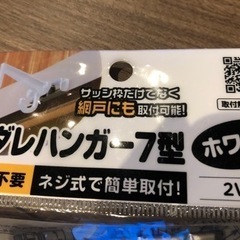 サッシ枠だけでなく
網戸にも取付可能!
取付
ダレハンガー7型
ホワ
不要
ネジ式で簡単取付!